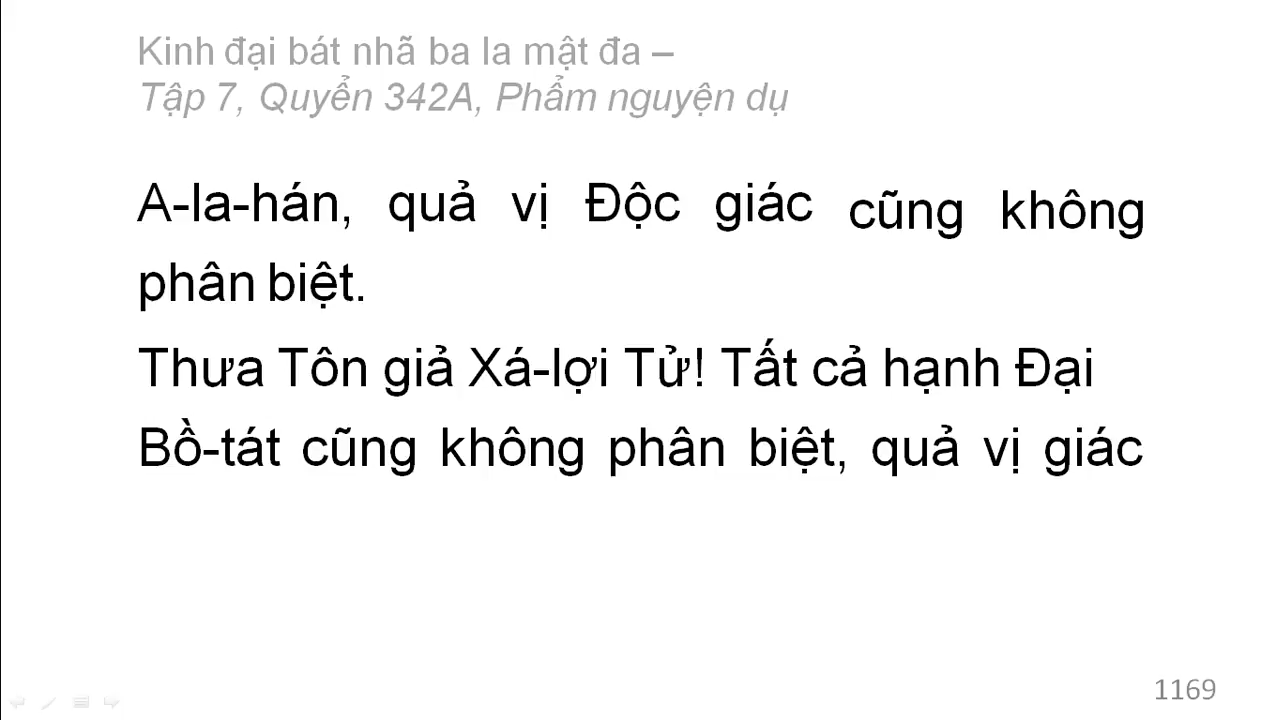 Kinh đại bát nhã ba la mật đa –
Tập 7, Quyển 342A, Phẩm nguyện dụ
A-la-hán, quả vị Độc giác cũng không
phân biệt.
Thưa Tôn giả Xá-lợi Tử! Tất cả hạnh Đại
Bồ-tát cũng không phân biệt, quả vị giác
1169